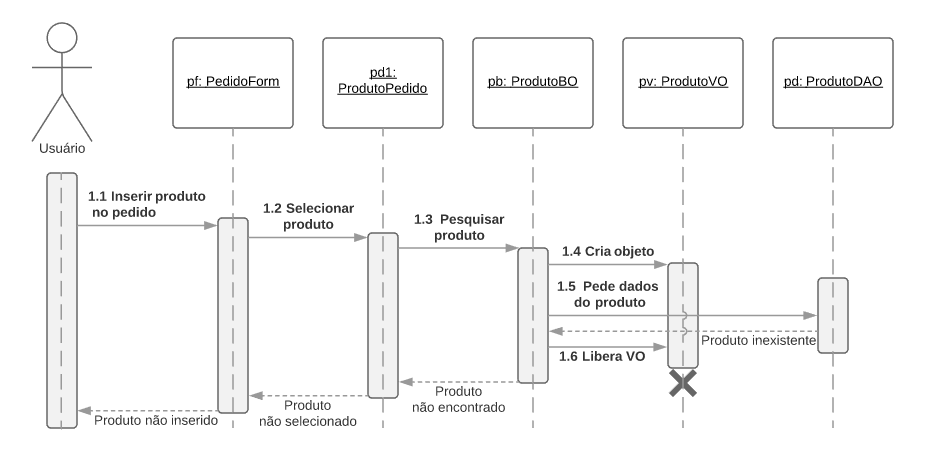 Usuário
pf: PedidoForm
pd1:
ProdutoPedido
pb: ProdutoBO
pv: ProdutoVO
pd: ProdutoDAO
1.1 Inserir produto
no pedido
1.2 Selecionar
produto
1.3 Pesquisar
produto
1.4 Cria objeto
1.5 Pede dados
do produto
Produto inexistente
1.6 Libera VO
Produto
não encontrado
Produto
não selecionado
Produto não inserido